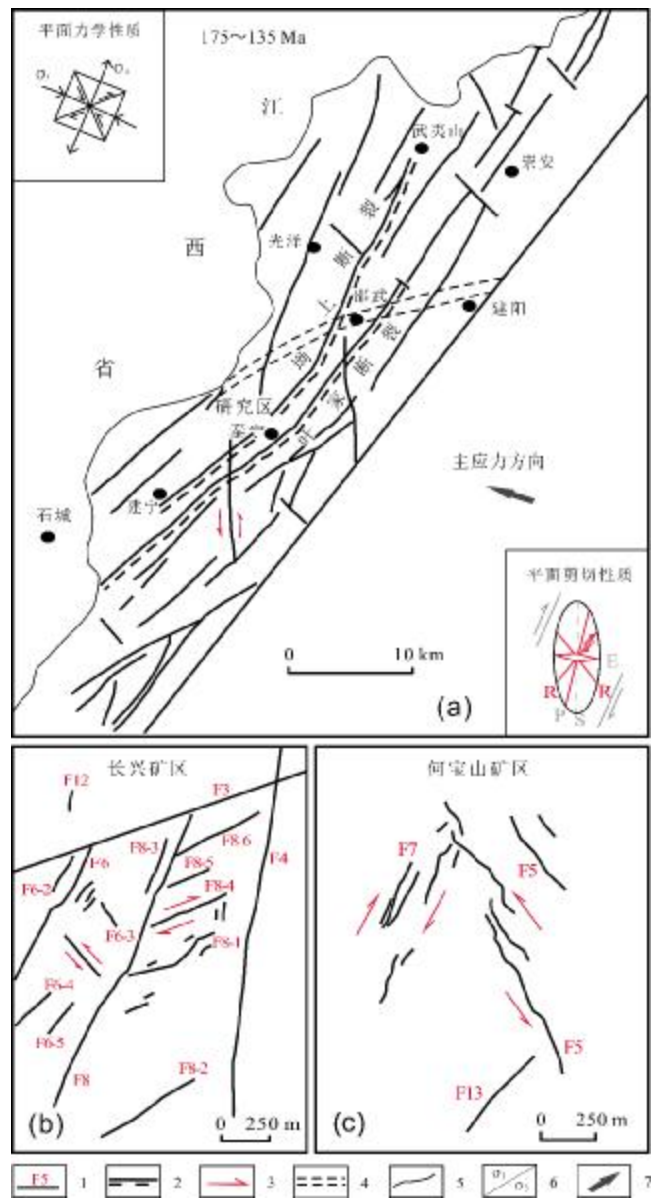 平面力学性质
σ₁
175～135 Ma
江
西
省
武夷山
崇安
光泽
邵武
建阳
上
断
裂
断
裂
研究区
泰宁
建宁
石城
主应力方向
平面剪切性质
E
R
R
P
S
0
10 km
(a)
长兴矿区
F12
F3
F4
F6
F6-2
F8-3
F8-6
F8-5
F8-4
F6-3
F8-1
F6-4
F6-5
F8
F8-2
(b)
0
250 m
何宝山矿区
F7
F5
F5
F13
(c)
0
250 m
F5
1
2
3
4
5
σ₁
6
7